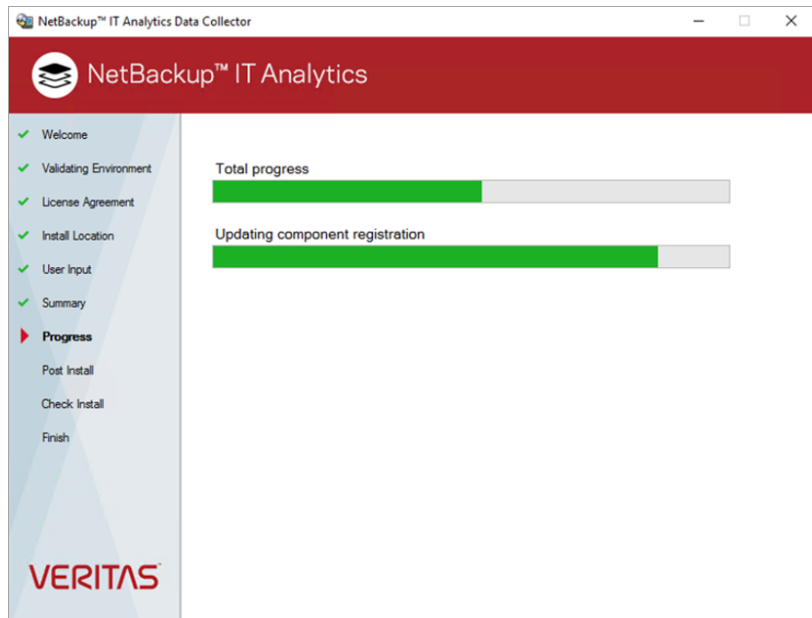 NetBackup™ IT Analytics Data Collector
NetBackup™ IT Analytics
Welcome
Validating Environment
License Agreement
Install Location
User Input
Summary
Progress
Post Install
Check Install
Finish
Total progress
Updating component registration
VERITAS